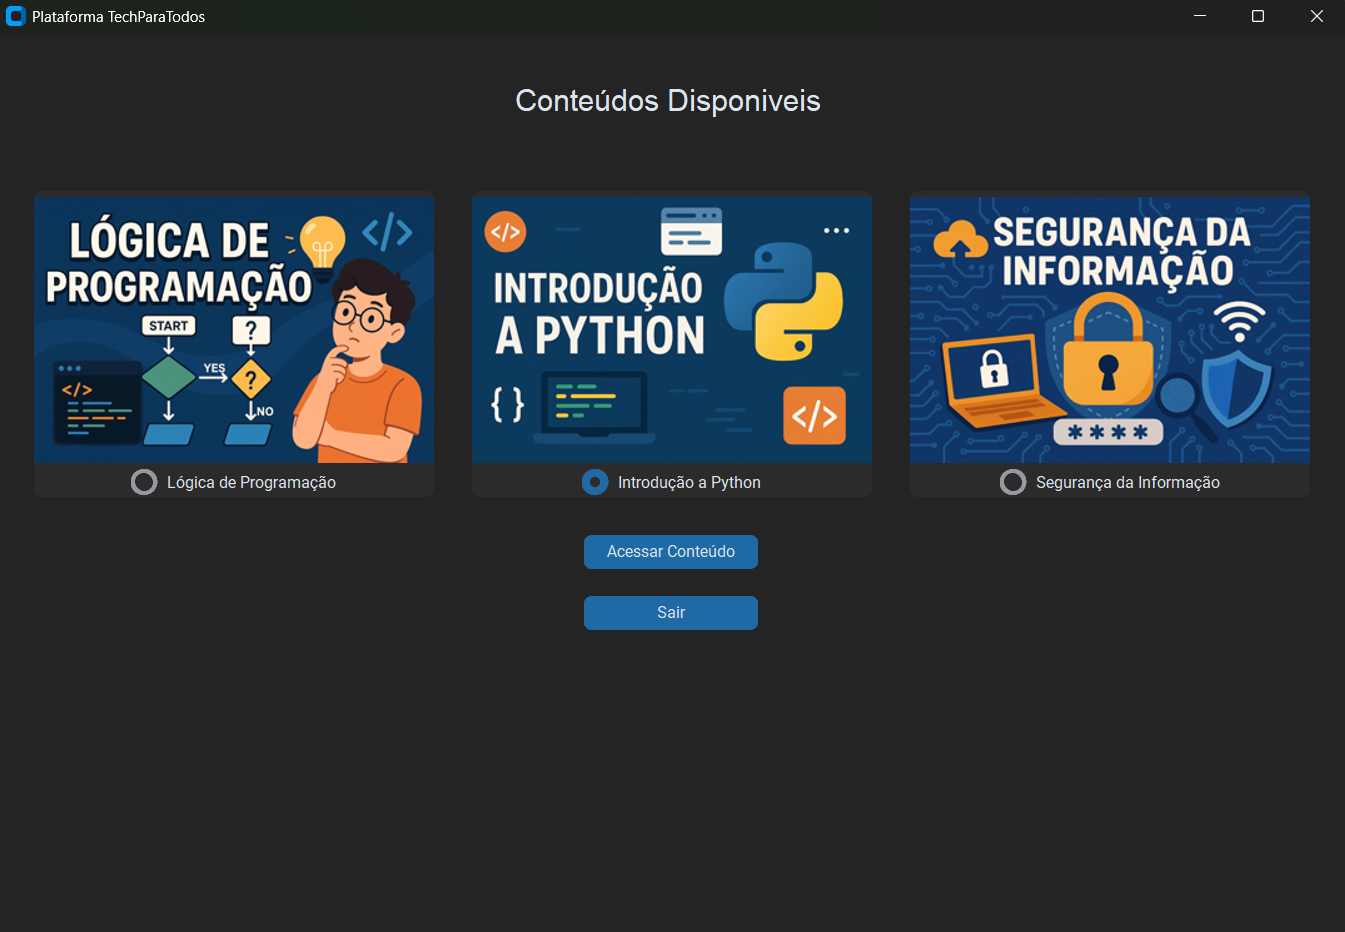 Plataforma TechParaTodos
Conteúdos Disponiveis
LÓGICA DE
PROGRAMAÇÃO
</>
START
?
YES
?
</>
NO
Lógica de Programação
</>
INTRODUÇÃO
A PYTHON
{ }
</>
Introdução a Python
SEGURANÇA DA
INFORMAÇÃO
****
Segurança da Informação
Acessar Conteúdo
Sair